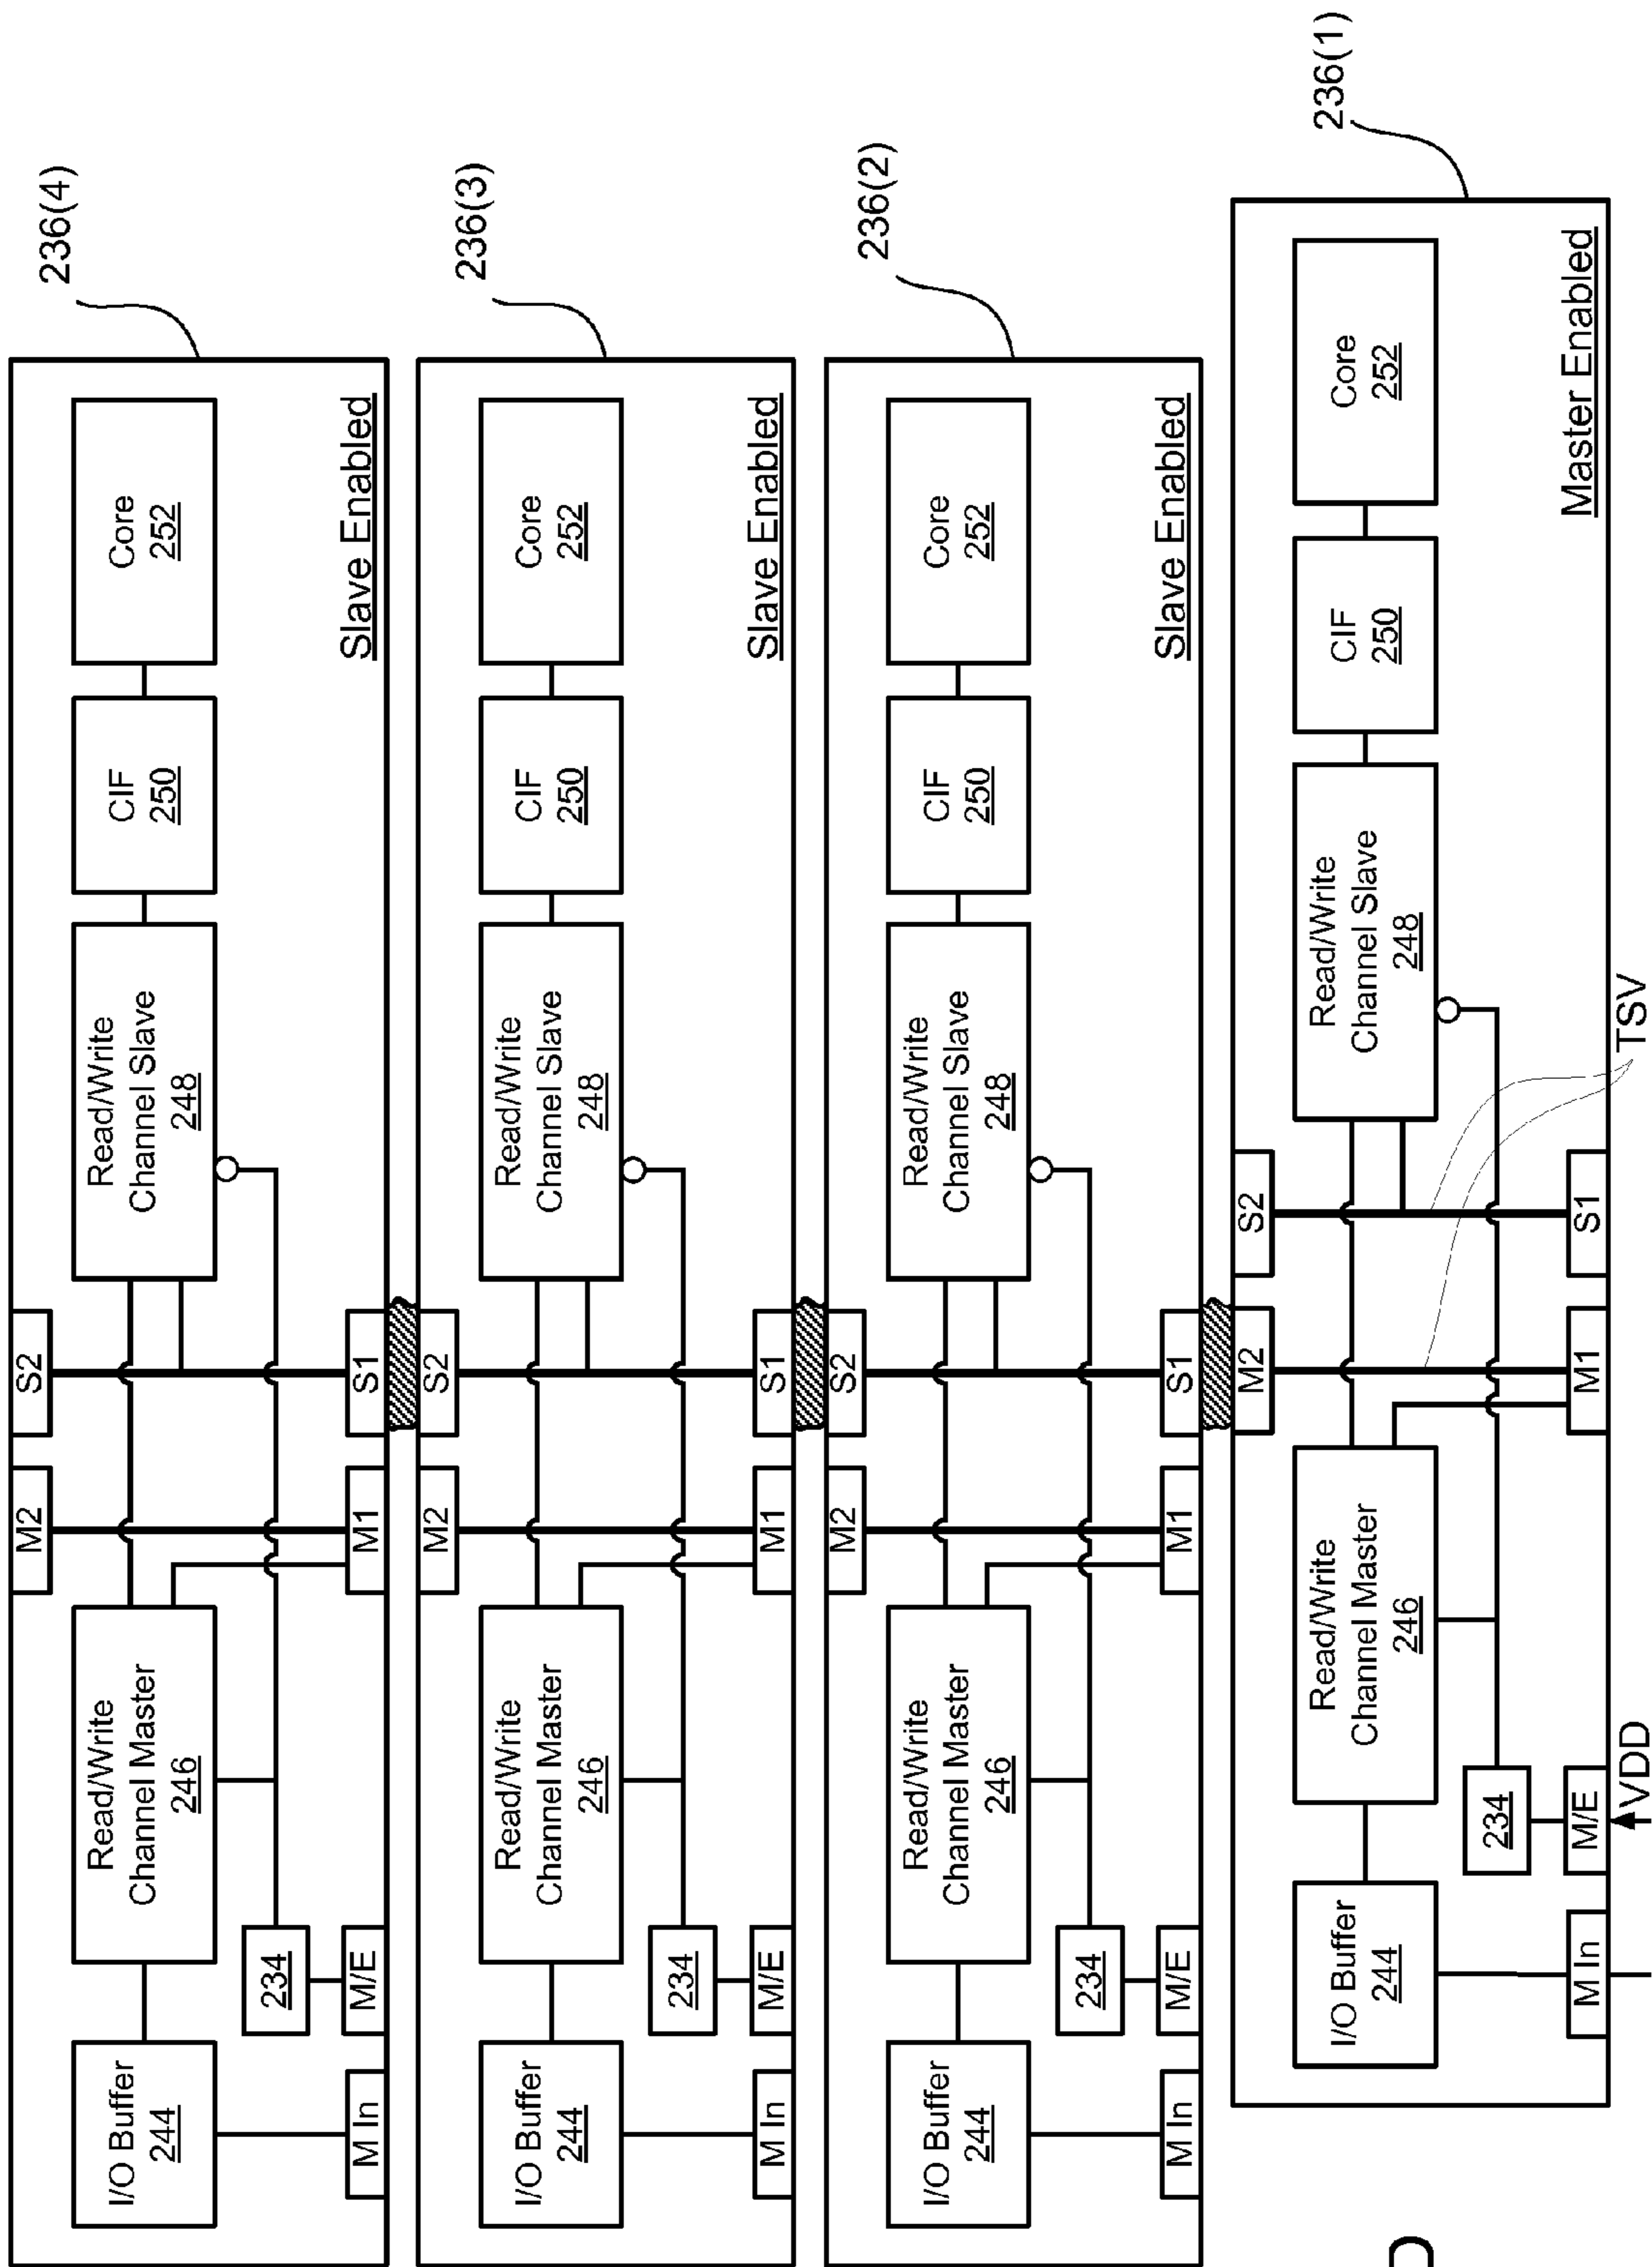 236(4)
M2
S2
I/O Buffer
244
Read/Write
Channel Master
246
Read/Write
Channel Slave
248
CIF
250
Core
252
234
M In
M/E
M1
S1
Slave Enabled
236(3)
M2
S2
I/O Buffer
244
Read/Write
Channel Master
246
Read/Write
Channel Slave
248
CIF
250
Core
252
234
M In
M/E
M1
S1
Slave Enabled
236(2)
M2
S2
I/O Buffer
244
Read/Write
Channel Master
246
Read/Write
Channel Slave
248
CIF
250
Core
252
234
M In
M/E
M1
S1
Slave Enabled
236(1)
M2
S2
I/O Buffer
244
Read/Write
Channel Master
246
Read/Write
Channel Slave
248
CIF
250
Core
252
234
M In
M/E
M1
S1
Master Enabled
VDD
TSV
D